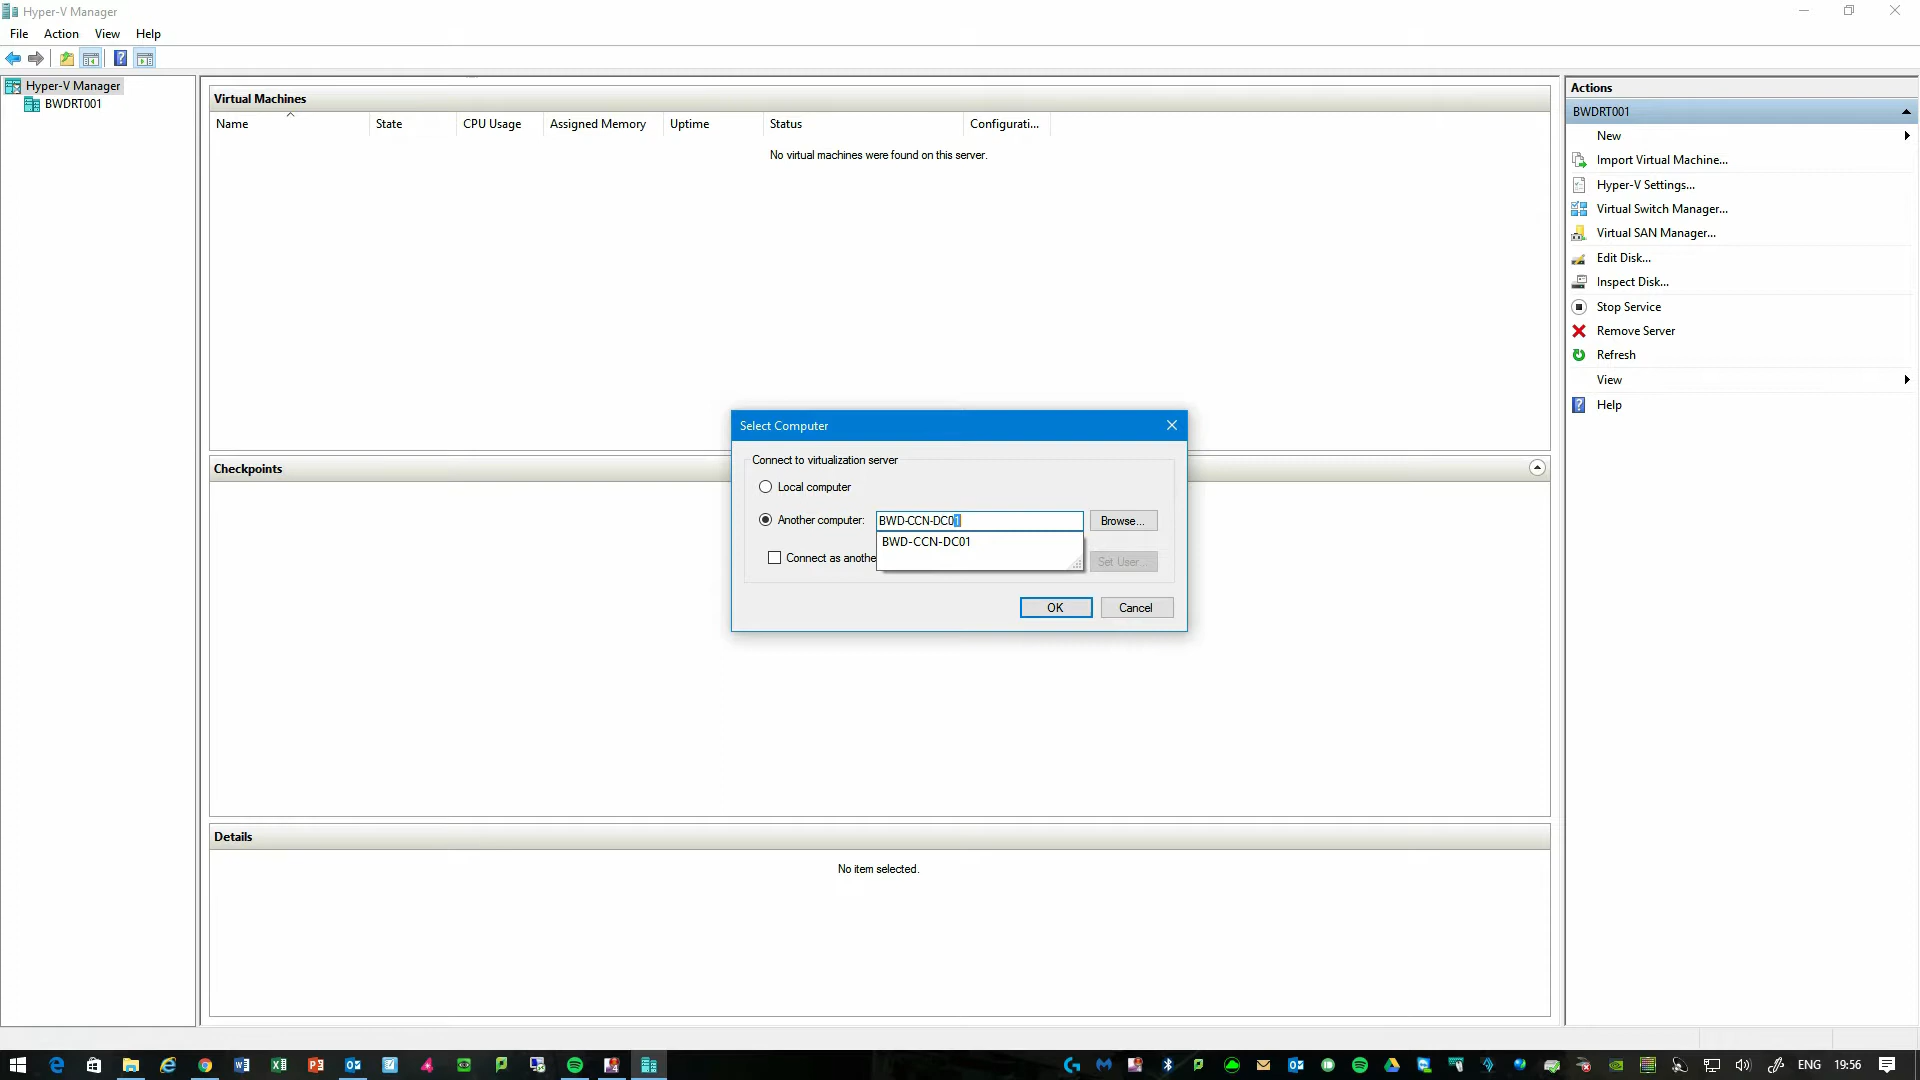 Hyper-V Manager
File Action View Help
Hyper-V Manager
BWDRT001
Virtual Machines
Name State CPU Usage Assigned Memory Uptime Status Configurati...
No virtual machines were found on this server.
Checkpoints
Details
No item selected.
Select Computer
Connect to virtualization server
Local computer
Another computer: BWD-CCN-DC01 Browse...
BWD-CCN-DC01
Connect as anothe Set User...
OK Cancel
Actions
BWDRT001
New
Import Virtual Machine...
Hyper-V Settings...
Virtual Switch Manager...
Virtual SAN Manager...
Edit Disk...
Inspect Disk...
Stop Service
Remove Server
Refresh
View
Help
ENG 19:56